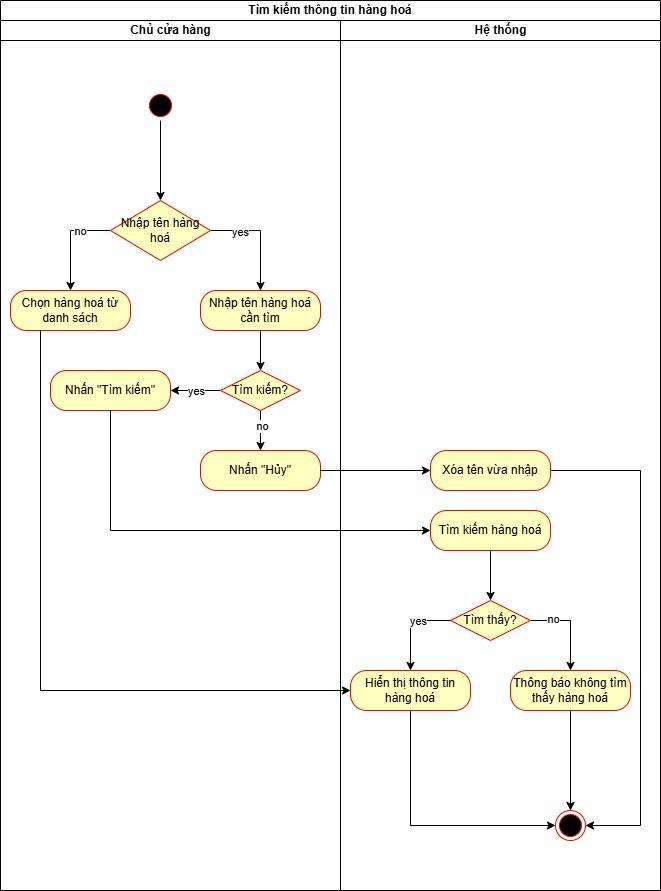 Tìm kiếm thông tin hàng hoá
Chủ cửa hàng
Hệ thống
Nhập tên hàng
hoá
no
yes
Chọn hàng hoá từ
danh sách
Nhập tên hàng hoá
cần tìm
Nhấn "Tìm kiếm"
yes
Tìm kiếm?
no
Nhấn "Hủy"
Xóa tên vừa nhập
Tìm kiếm hàng hoá
Tìm thấy?
yes
no
Hiển thị thông tin
hàng hoá
Thông báo không tìm
thấy hàng hoá